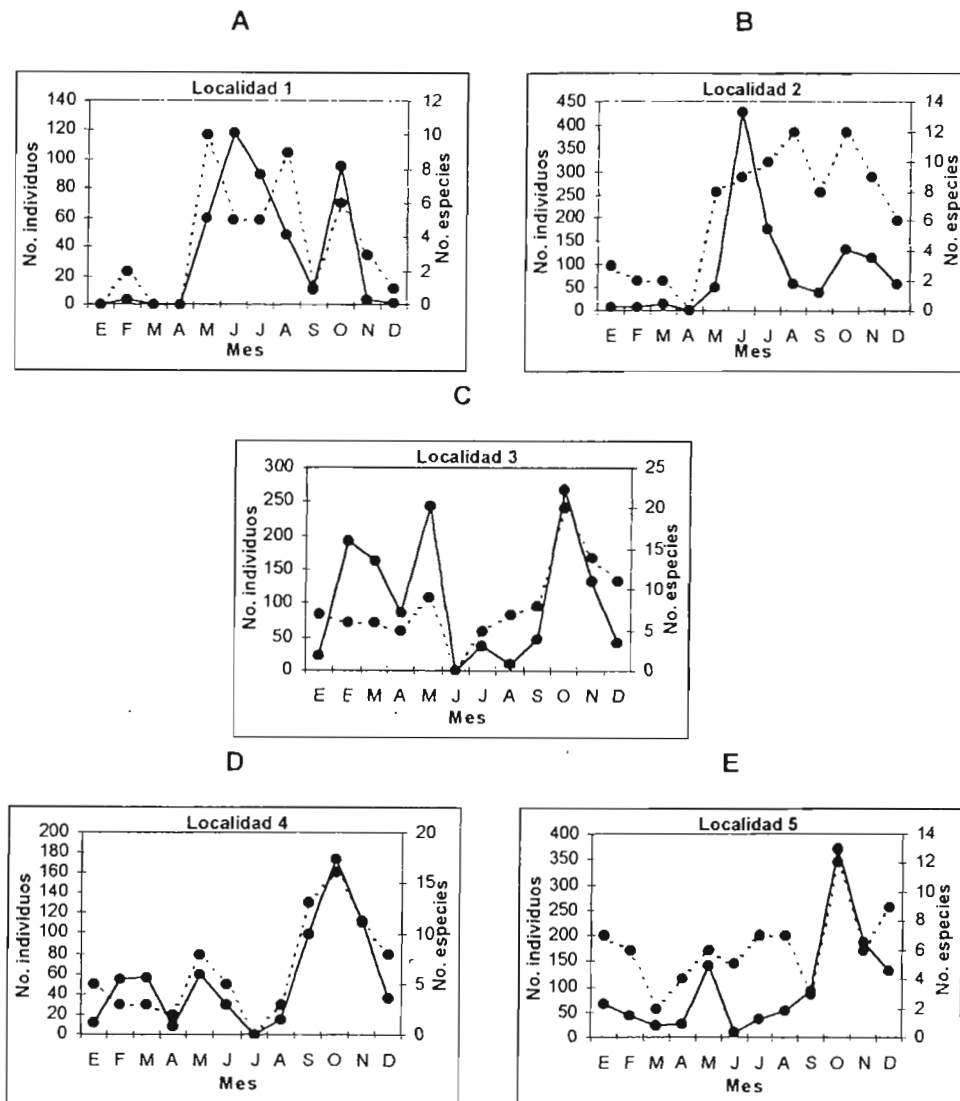 A
B
Localidad 1
No. individuos
140
120
100
80
60
40
20
0
12
10
8
6
4
2
0
No. especies
E F M A M J J A S O N D
Mes
Localidad 2
No. individuos
450
400
350
300
250
200
150
100
50
0
14
12
10
8
6
4
2
0
No. especies
E F M A M J J A S O N D
Mes
C
Localidad 3
No. individuos
300
250
200
150
100
50
0
25
20
15
10
5
0
No. especies
E F M A M J J A S O N D
Mes
D
E
Localidad 4
No. individuos
200
180
160
140
120
100
80
60
40
20
0
20
15
10
5
0
No. especies
E F M A M J J A S O N D
Mes
Localidad 5
No. individuos
400
350
300
250
200
150
100
50
0
14
12
10
8
6
4
2
0
No. especies
E F M A M J J A S O N D
Mes